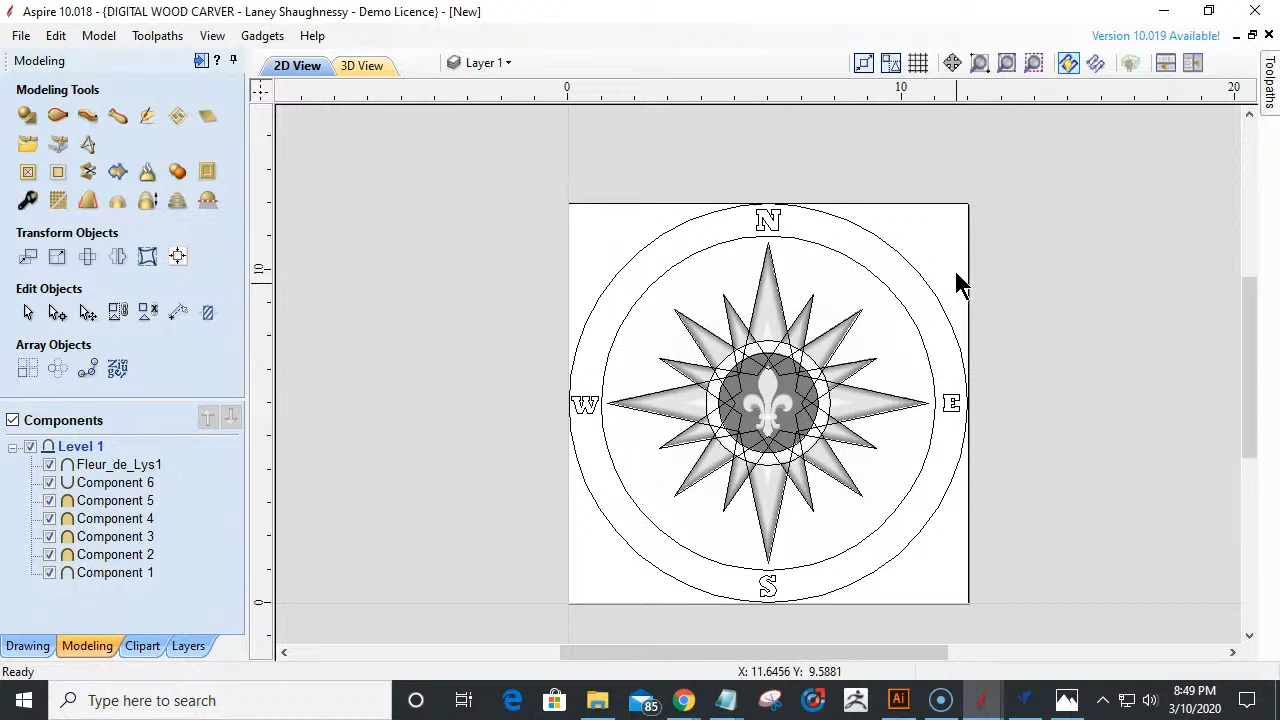 Aspire 10.018 - {DIGITAL WOOD CARVER - Laney Shaughnessy - Demo Licence} - [New]
File Edit Model Toolpaths View Gadgets Help
Version 10.019 Available!
Modeling
2D View
3D View
Layer 1
Toolpaths
0
10
20
Modeling Tools
Transform Objects
Edit Objects
Array Objects
10
0
N
W
E
S
Components
Level 1
Fleur_de_Lys1
Component 6
Component 5
Component 4
Component 3
Component 2
Component 1
Drawing Modeling Clipart Layers
Ready
X: 11.6456 Y: 9.5881
Type here to search
85
Ai
8:49 PM
3/10/2020